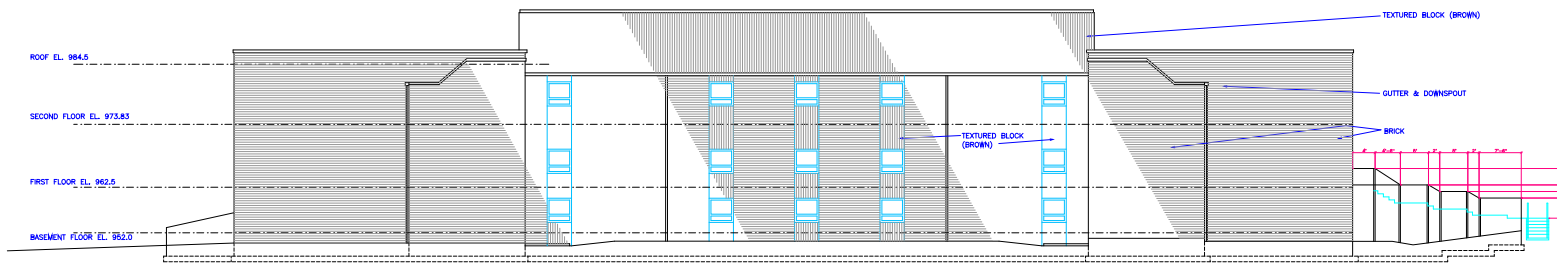 TEXTURED BLOCK (BROWN)
ROOF EL. 984.5
GUTTER & DOWNSPOUT
SECOND FLOOR EL. 973.83
TEXTURED BLOCK
(BROWN)
BRICK
FIRST FLOOR EL. 962.5
BASEMENT FLOOR EL. 952.0